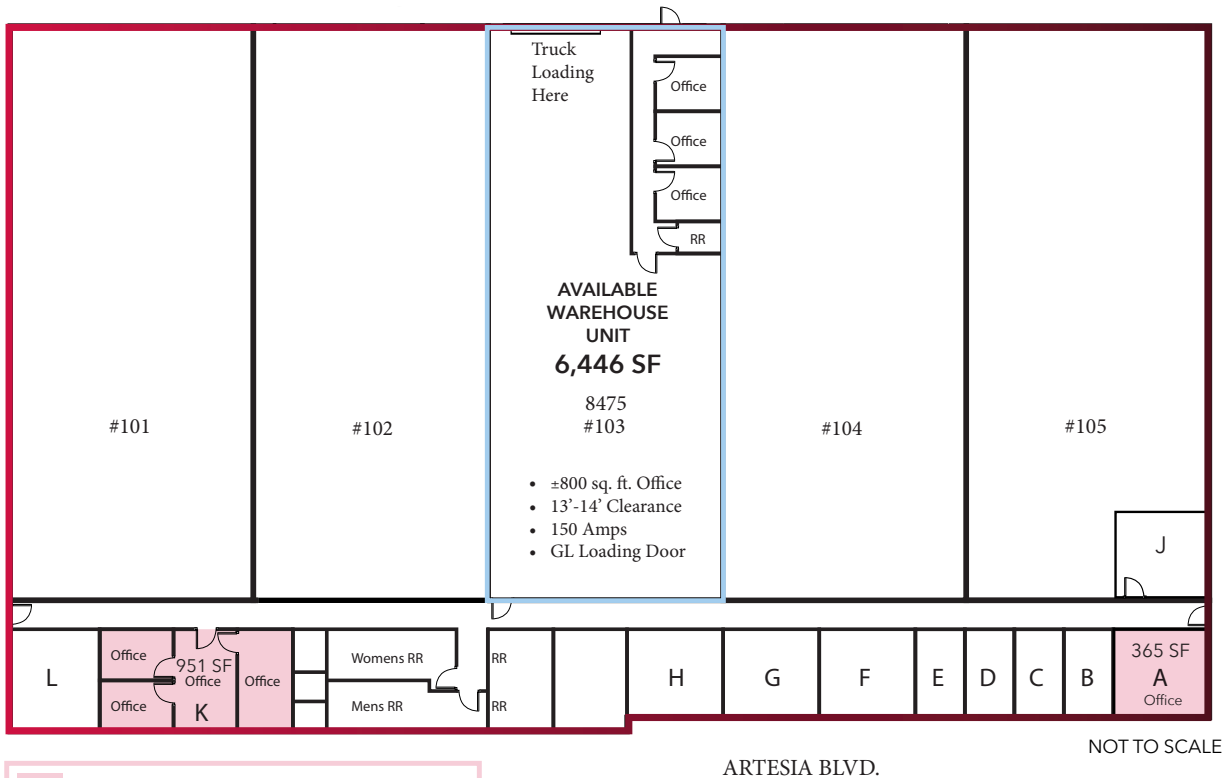 Truck
Loading
Here
Office
Office
Office
RR
AVAILABLE
WAREHOUSE
UNIT
6,446 SF
8475
#103
#101
#102
#104
#105
• ±800 sq. ft. Office
• 13’-14’ Clearance
• 150 Amps
• GL Loading Door
J
L
Office
Office
951 SF
Office
K
Office
Womens RR
Mens RR
RR
RR
H
G
F
E
D
C
B
365 SF
A
Office
NOT TO SCALE
ARTESIA BLVD.